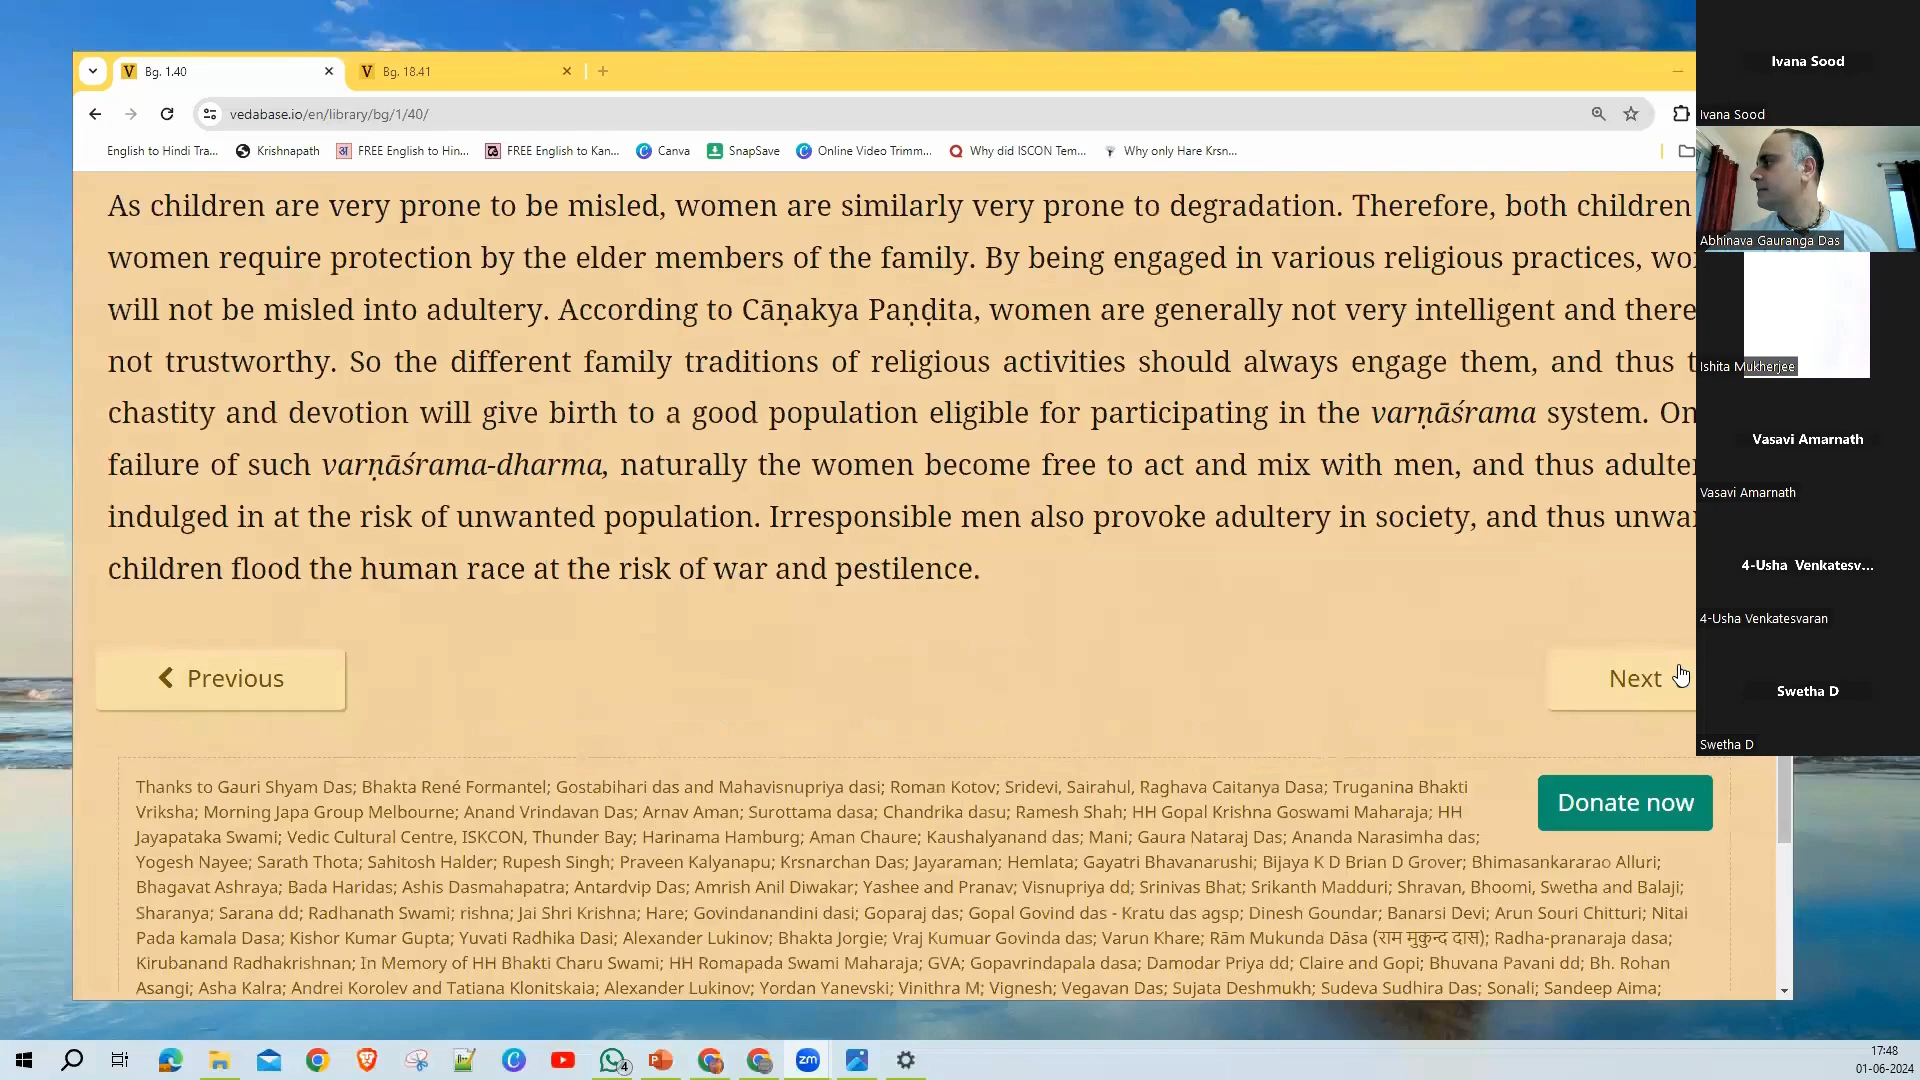 Bg. 1.40
Bg. 18.41
vedabase.io/en/library/bg/1/40/
English to Hindi Tra...
Krishnapath
FREE English to Hin...
FREE English to Kan...
Canva
SnapSave
Online Video Trimm...
Why did ISCON Tem...
Why only Hare Krsn...
As children are very prone to be misled, women are similarly very prone to degradation. Therefore, both children
women require protection by the elder members of the family. By being engaged in various religious practices, wo
will not be misled into adultery. According to Cāṇakya Paṇḍita, women are generally not very intelligent and there
not trustworthy. So the different family traditions of religious activities should always engage them, and thus t
chastity and devotion will give birth to a good population eligible for participating in the varṇāśrama system. On
failure of such varṇāśrama-dharma, naturally the women become free to act and mix with men, and thus adulte
indulged in at the risk of unwanted population. Irresponsible men also provoke adultery in society, and thus unwa
children flood the human race at the risk of war and pestilence.
Previous
Next
Thanks to Gauri Shyam Das; Bhakta René Formantel; Gostabihari das and Mahavisnupriya dasi; Roman Kotov; Sridevi, Sairahul, Raghava Caitanya Dasa; Truganina Bhakti
Vriksha; Morning Japa Group Melbourne; Anand Vrindavan Das; Arnav Aman; Surottama dasa; Chandrika dasu; Ramesh Shah; HH Gopal Krishna Goswami Maharaja; HH
Jayapataka Swami; Vedic Cultural Centre, ISKCON, Thunder Bay; Harinama Hamburg; Aman Chaure; Kaushalyanand das; Mani; Gaura Nataraj Das; Ananda Narasimha das;
Yogesh Nayee; Sarath Thota; Sahitosh Halder; Rupesh Singh; Praveen Kalyanapu; Krsnarchan Das; Jayaraman; Hemlata; Gayatri Bhavanarushi; Bijaya K D Brian D Grover; Bhimasankararao Alluri;
Bhagavat Ashraya; Bada Haridas; Ashis Dasmahapatra; Antardvip Das; Amrish Anil Diwakar; Yashee and Pranav; Visnupriya dd; Srinivas Bhat; Srikanth Madduri; Shravan, Bhoomi, Swetha and Balaji;
Sharanya; Sarana dd; Radhanath Swami; rishna; Jai Shri Krishna; Hare; Govindanandini dasi; Goparaj das; Gopal Govind das - Kratu das agsp; Dinesh Goundar; Banarsi Devi; Arun Souri Chitturi; Nitai
Pada kamala Dasa; Kishor Kumar Gupta; Yuvati Radhika Dasi; Alexander Lukinov; Bhakta Jorgie; Vraj Kumuar Govinda das; Varun Khare; Rām Mukunda Dāsa (राम मुकुन्द दास); Radha-pranaraja dasa;
Kirubanand Radhakrishnan; In Memory of HH Bhakti Charu Swami; HH Romapada Swami Maharaja; GVA; Gopavrindapala dasa; Damodar Priya dd; Claire and Gopi; Bhuvana Pavani dd; Bh. Rohan
Asangi; Asha Kalra; Andrei Korolev and Tatiana Klonitskaia; Alexander Lukinov; Yordan Yanevski; Vinithra M; Vignesh; Vegavan Das; Sujata Deshmukh; Sudeva Sudhira Das; Sonali; Sandeep Aima;
Donate now
Ivana Sood
Ivana Sood
Abhinava Gauranga Das
Ishita Mukherjee
Vasavi Amarnath
Vasavi Amarnath
4-Usha Venkatesv...
4-Usha Venkatesvaran
Swetha D
Swetha D
4
zm
17:48
01-06-2024